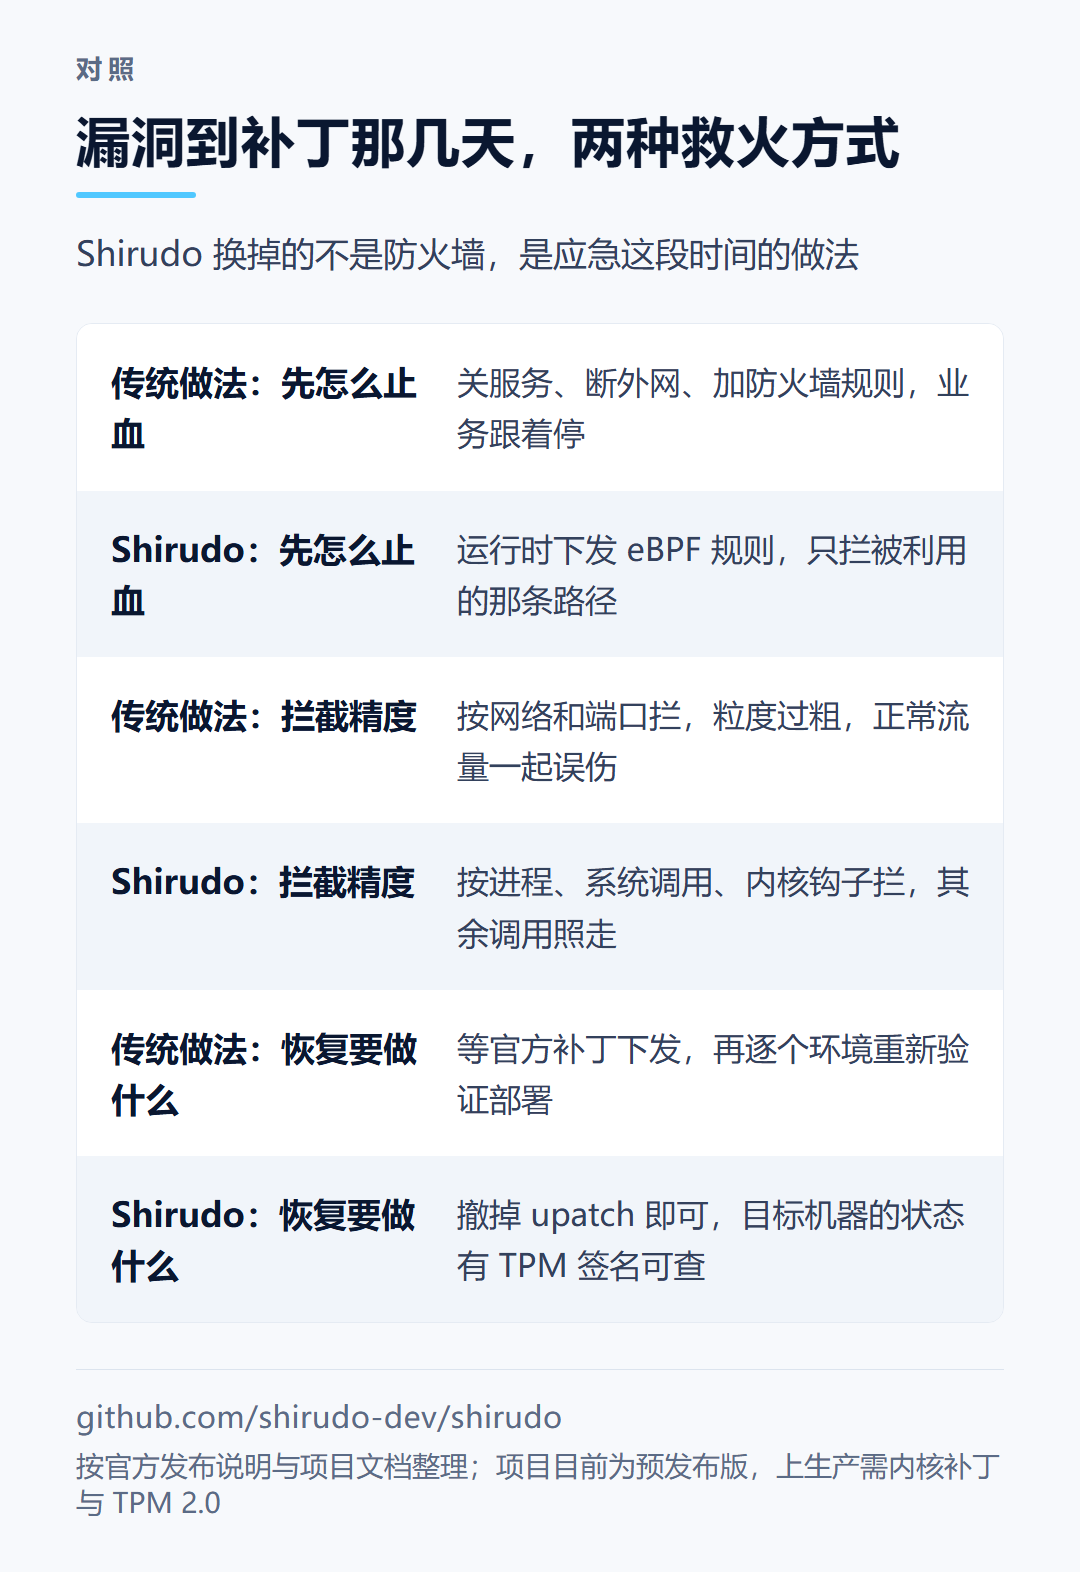 对照
漏洞到补丁那几天，两种救火方式
Shirudo 换掉的不是防火墙，是应急这段时间的做法
传统做法：先怎么止
血
关服务、断外网、加防火墙规则，业
务跟着停
Shirudo：先怎么止
血
运行时下发 eBPF 规则，只拦被利用
的那条路径
传统做法：拦截精度
按网络和端口拦，粒度过粗，正常流
量一起误伤
Shirudo：拦截精度
按进程、系统调用、内核钩子拦，其
余调用照走
传统做法：恢复要做
什么
等官方补丁下发，再逐个环境重新验
证部署
Shirudo：恢复要做
什么
撤掉 upatch 即可，目标机器的状态
有 TPM 签名可查
github.com/shirudo-dev/shirudo
按官方发布说明与项目文档整理；项目目前为预发布版，上生产需内核补丁
与 TPM 2.0